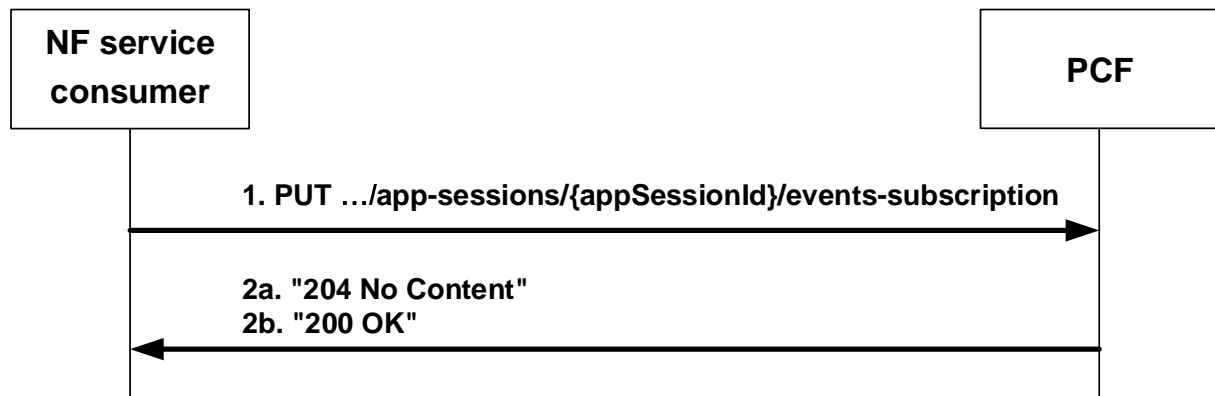 NF service
consumer
PCF
1. PUT …/app-sessions/{appSessionId}/events-subscription
2a. "204 No Content"
2b. "200 OK"